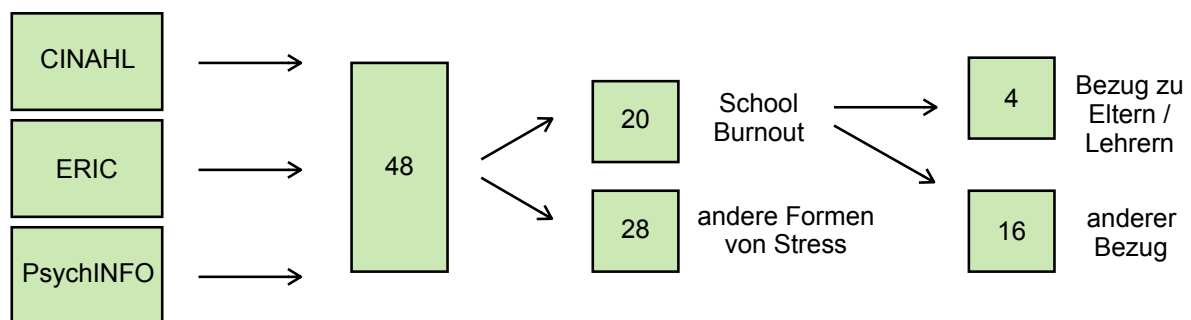 CINAHL
ERIC
PsychINFO
48
20
School
Burnout
28
andere Formen
von Stress
4
Bezug zu
Eltern /
Lehrern
16
anderer
Bezug